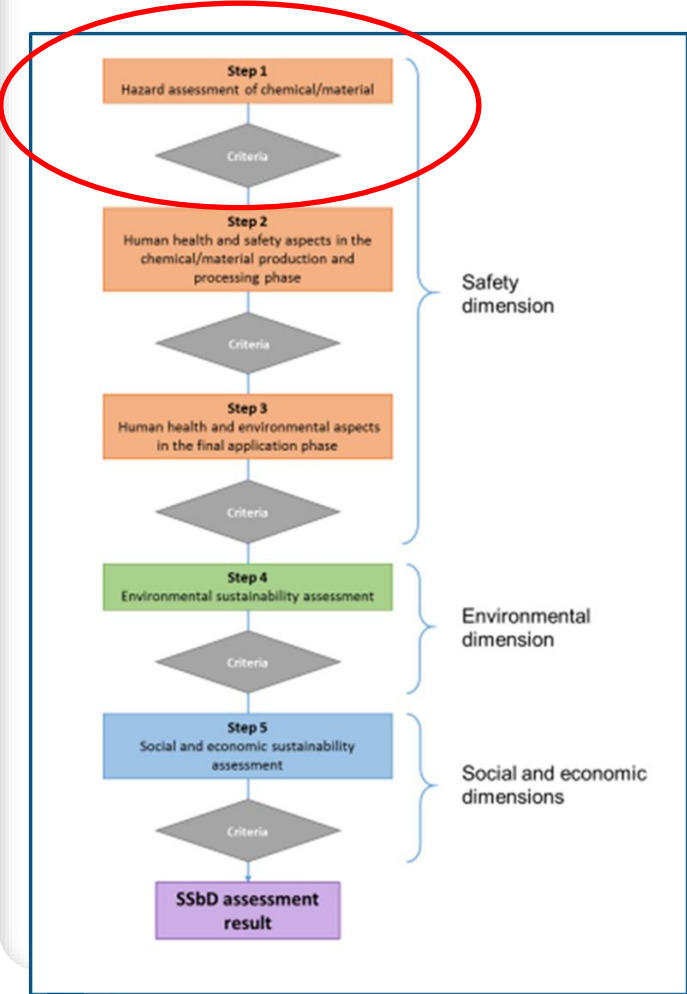 Step 1
Hazard assessment of chemical/material
Criteria
Step 2
Human health and safety aspects in the
chemical/material production and
processing phase
Criteria
Step 3
Human health and environmental aspects
in the final application phase
Criteria
Safety
dimension
Step 4
Environmental sustainability assessment
Criteria
Environmental
dimension
Step 5
Social and economic sustainability
assessment
Criteria
Social and economic
dimensions
SSbD assessment
result